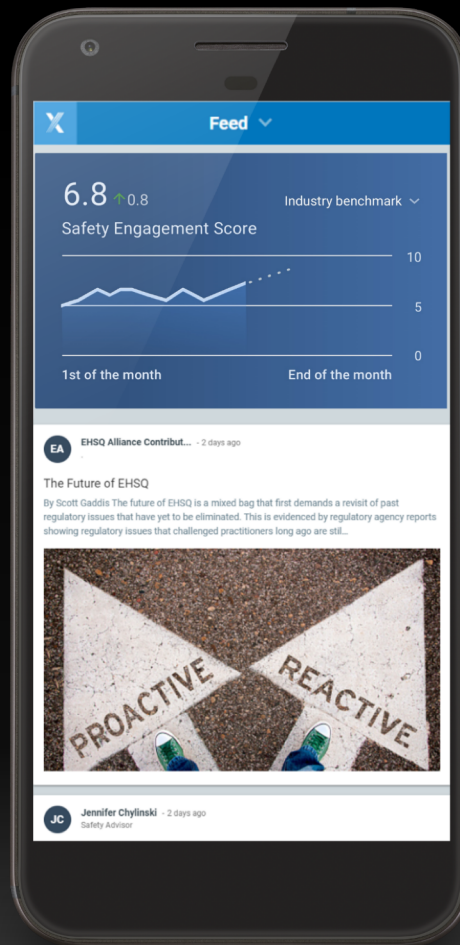 X
Feed
6.8 ↑0.8
Industry benchmark
Safety Engagement Score
10
5
0
1st of the month
End of the month
EA
EHSQ Alliance Contribut... - 2 days ago
The Future of EHSQ
By Scott Gaddis The future of EHSQ is a mixed bag that first demands a revisit of past
regulatory issues that have yet to be eliminated. This is evidenced by regulatory agency reports
showing regulatory issues that challenged practitioners long ago are stil...
PROACTIVE
REACTIVE
JC
Jennifer Chylinski - 2 days ago
Safety Advisor